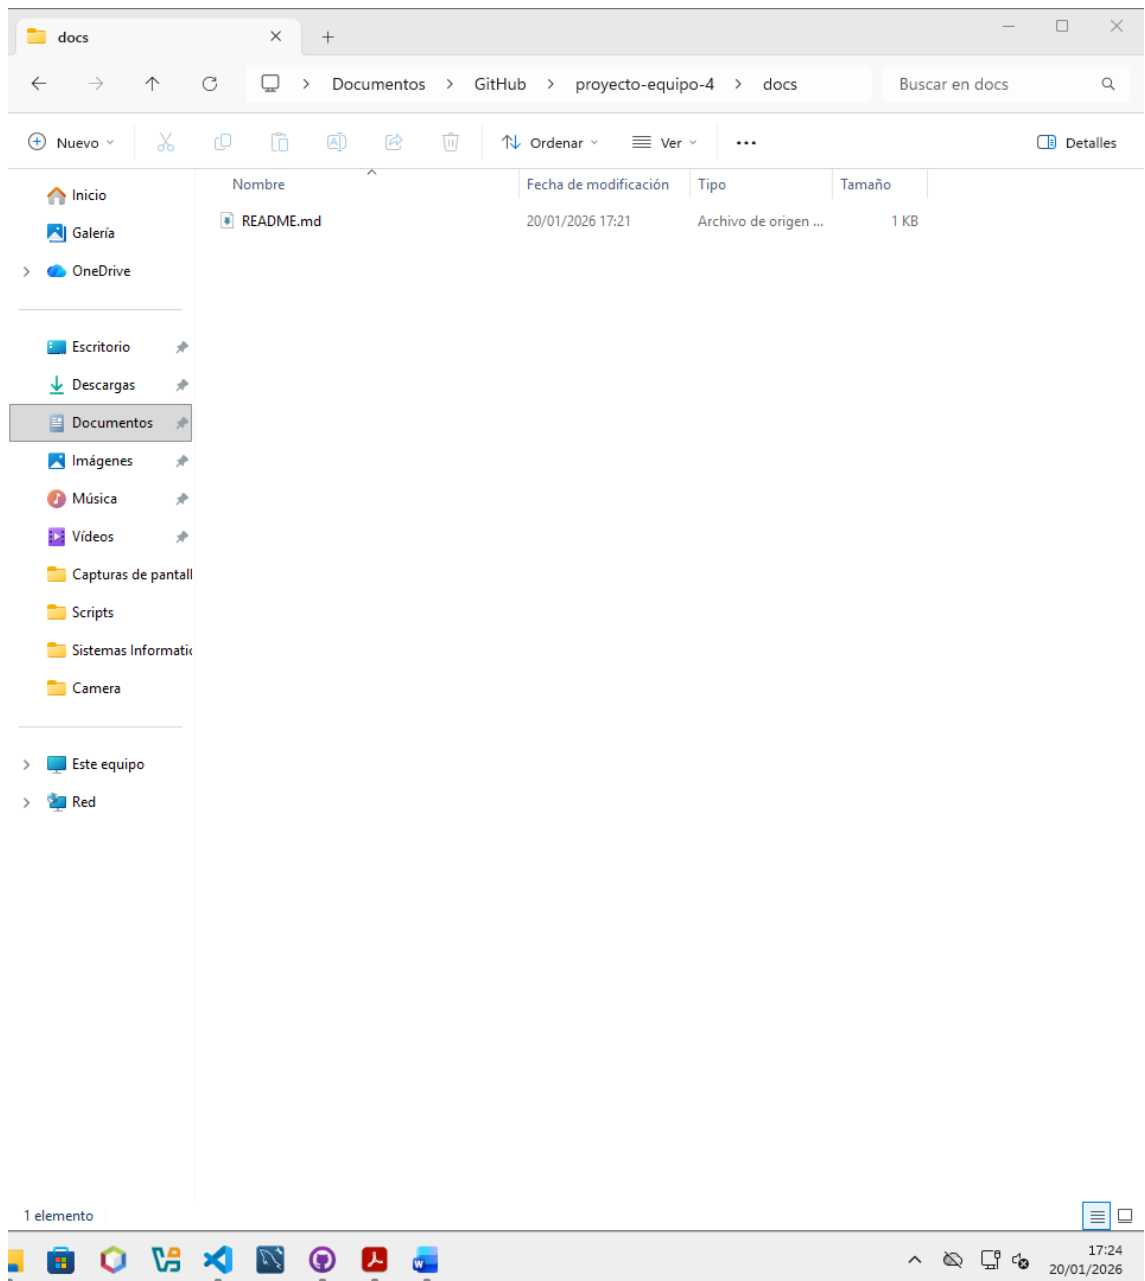 docs
Documentos > GitHub > proyecto-equipo-4 > docs
Buscar en docs
Nuevo
Ordenar
Ver
Detalles
Nombre
Fecha de modificación
Tipo
Tamaño
README.md
20/01/2026 17:21
Archivo de origen ...
1 KB
Inicio
Galería
OneDrive
Escritorio
Descargas
Documentos
Imágenes
Música
Vídeos
Capturas de pantall
Scripts
Sistemas Informatic
Camera
Este equipo
Red
1 elemento
17:24
20/01/2026